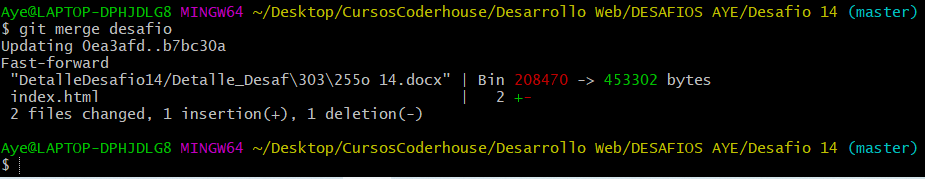 Aye@LAPTOP-DPHJDLG8 MINGW64 ~/Desktop/CursosCoderhouse/Desarrollo Web/DESAFIOS AYE/Desafio 14 (master)
$ git merge desafio
Updating 0ea3afd..b7bc30a
Fast-forward
 "DetalleDesafio14/Detalle_Desaf\303\255o 14.docx" | Bin 208470 -> 453302 bytes
 index.html                                        |   2 +-
 2 files changed, 1 insertion(+), 1 deletion(-)
Aye@LAPTOP-DPHJDLG8 MINGW64 ~/Desktop/CursosCoderhouse/Desarrollo Web/DESAFIOS AYE/Desafio 14 (master)
$